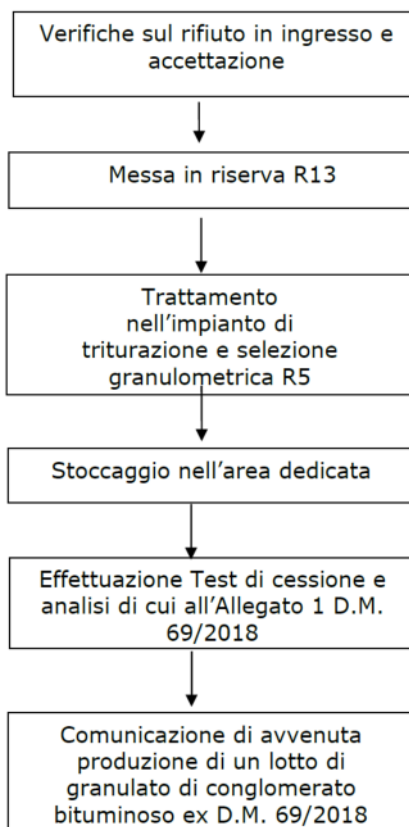 Verifiche sul rifiuto in ingresso e
accettazione
Messa in riserva R13
Trattamento
nell'impianto di
triturazione e selezione
granulometrica R5
Stoccaggio nell'area dedicata
Effettuazione Test di cessione e
analisi di cui all'Allegato 1 D.M.
69/2018
Comunicazione di avvenuta
produzione di un lotto di
granulato di conglomerato
bituminoso ex D.M. 69/2018